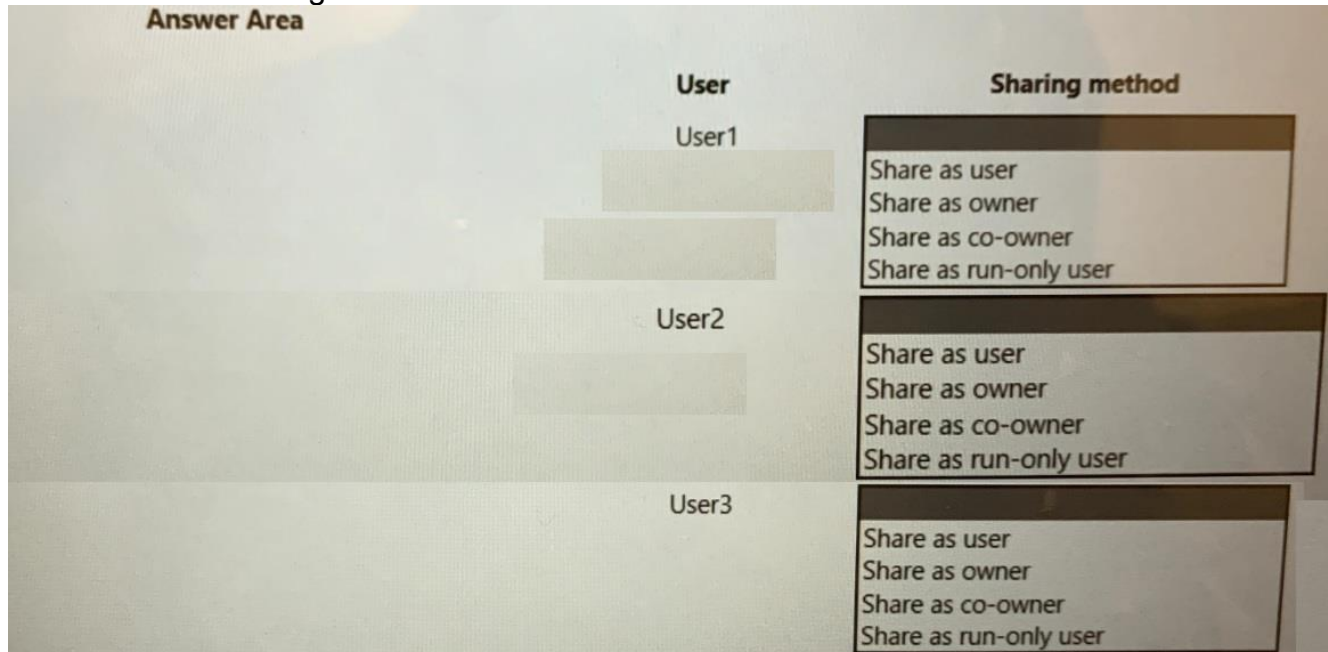 Answer Area
User Sharing method
User1
Share as user
Share as owner
Share as co-owner
Share as run-only user
User2
Share as user
Share as owner
Share as co-owner
Share as run-only user
User3
Share as user
Share as owner
Share as co-owner
Share as run-only user